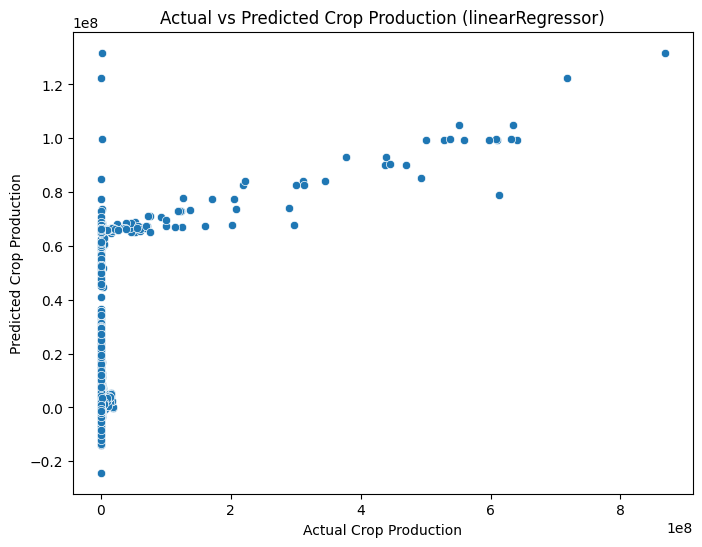 Actual vs Predicted Crop Production (linearRegressor)
1e8
1.2
1.0
0.8
0.6
0.4
0.2
0.0
−0.2
Predicted Crop Production
0 2 4 6 8
1e8
Actual Crop Production